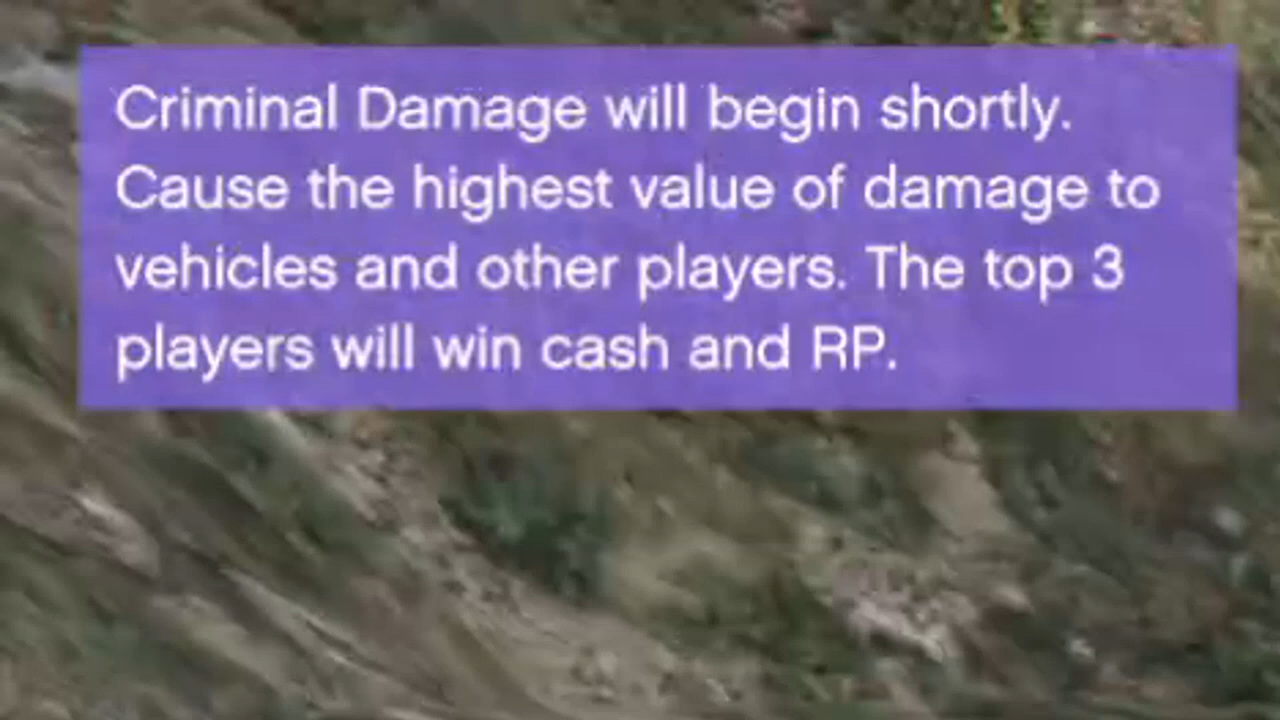 Criminal Damage will begin shortly.
Cause the highest value of damage to
vehicles and other players. The top 3
players will win cash and RP.